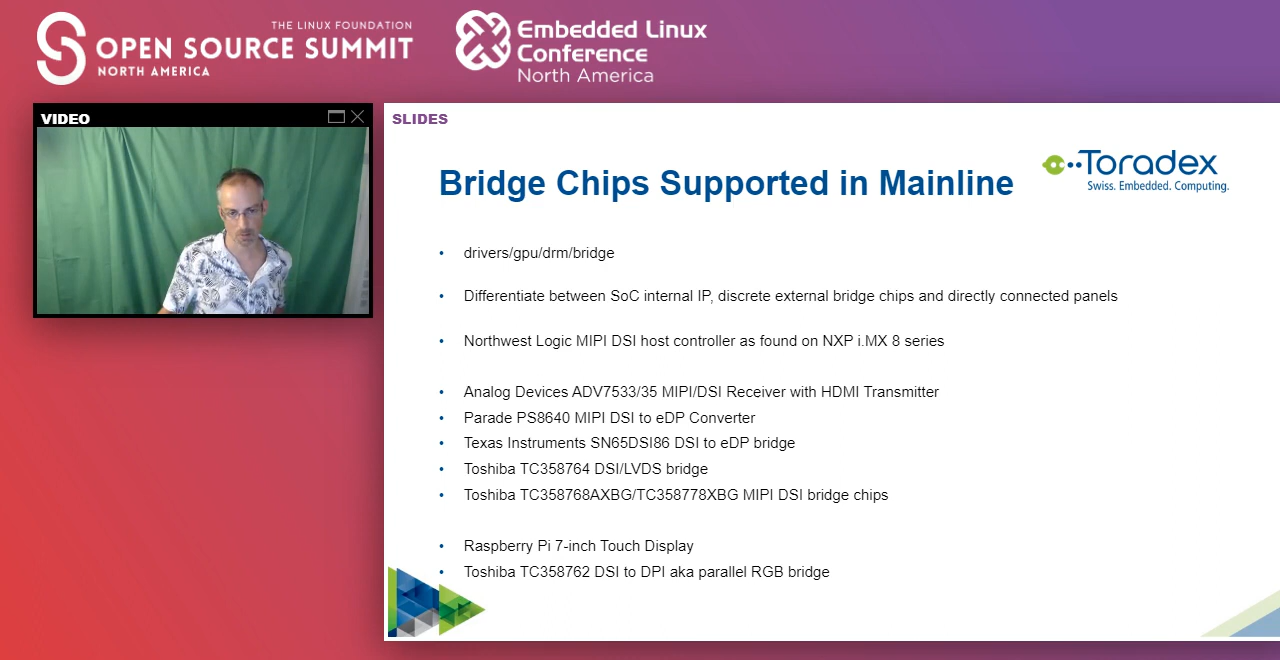 THE LINUX FOUNDATION
OPEN SOURCE SUMMIT
NORTH AMERICA
Embedded Linux
Conference
North America
VIDEO
SLIDES
Bridge Chips Supported in Mainline
Toradex
Swiss. Embedded. Computing.
• drivers/gpu/drm/bridge
• Differentiate between SoC internal IP, discrete external bridge chips and directly connected panels
• Northwest Logic MIPI DSI host controller as found on NXP i.MX 8 series
• Analog Devices ADV7533/35 MIPI/DSI Receiver with HDMI Transmitter
• Parade PS8640 MIPI DSI to eDP Converter
• Texas Instruments SN65DSI86 DSI to eDP bridge
• Toshiba TC358764 DSI/LVDS bridge
• Toshiba TC358768AXBG/TC358778XBG MIPI DSI bridge chips
• Raspberry Pi 7-inch Touch Display
• Toshiba TC358762 DSI to DPI aka parallel RGB bridge